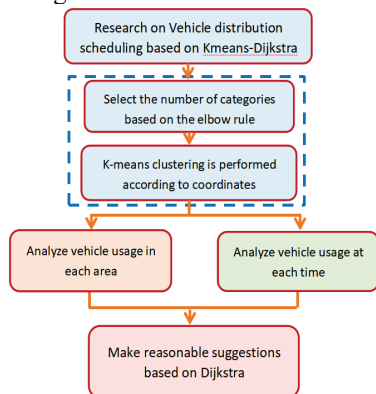 Research on Vehicle distribution
scheduling based on Kmeans-Dijkstra
Select the number of categories
based on the elbow rule
K-means clustering is performed
according to coordinates
Analyze vehicle usage in
each area
Analyze vehicle usage at
each time
Make reasonable suggestions
based on Dijkstra